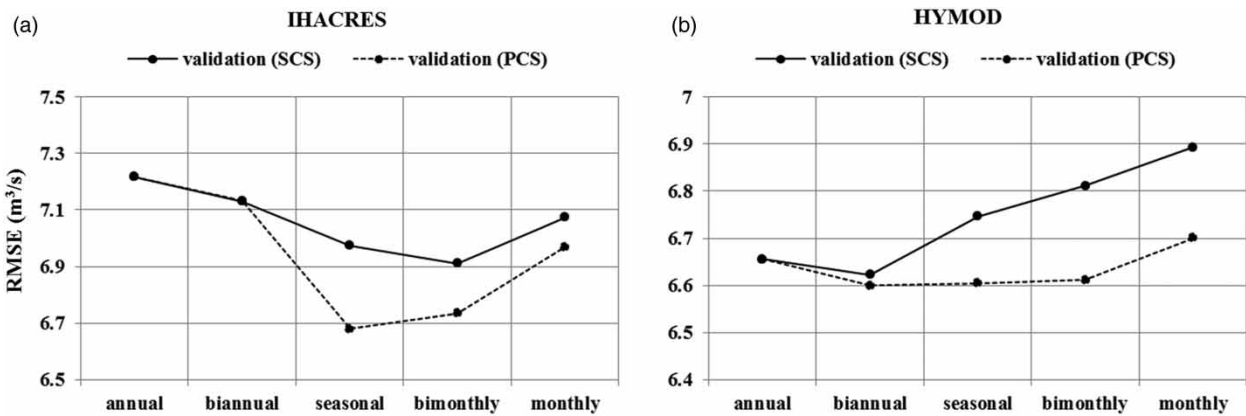 (a)
IHACRES
validation (SCS)
validation (PCS)
RMSE (m³/s)
7.5
7.3
7.1
6.9
6.7
6.5
annual biannual seasonal bimonthly monthly
(b)
HYMOD
validation (SCS)
validation (PCS)
7
6.9
6.8
6.7
6.6
6.5
6.4
annual biannual seasonal bimonthly monthly